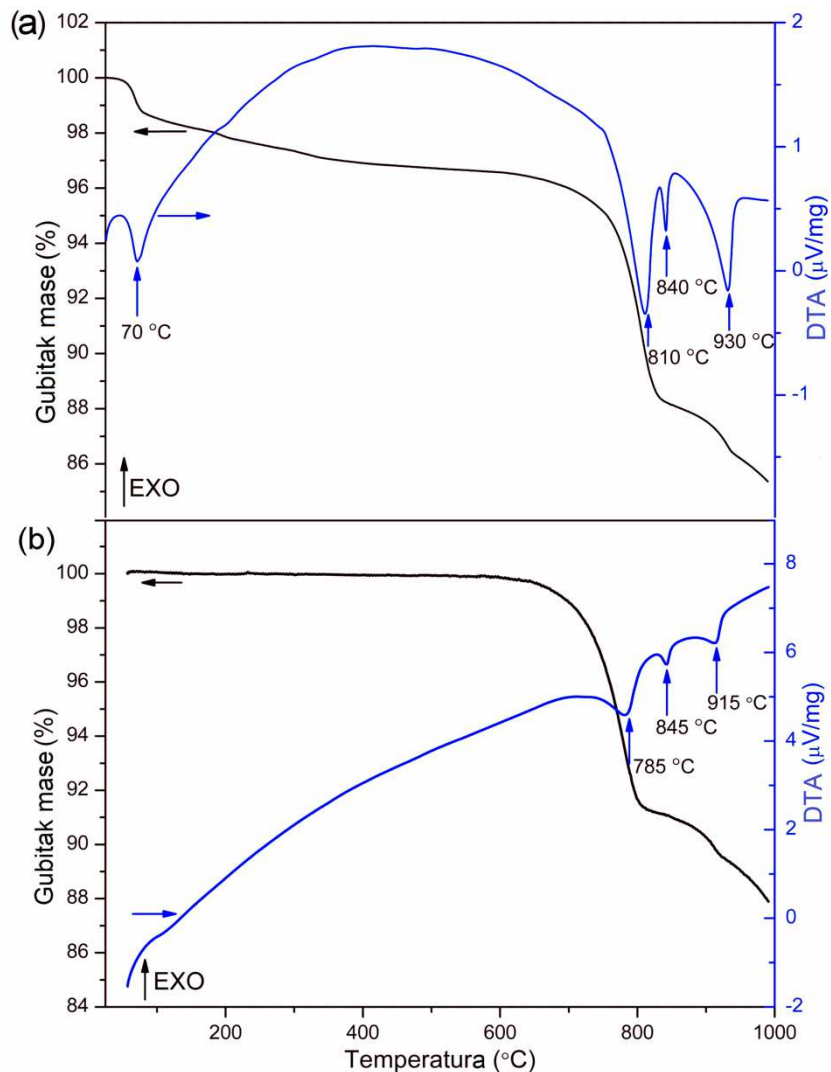 (a)
102
100
98
96
94
92
90
88
86
Gubitak mase (%)
2
1
0
-1
DTA (μV/mg)
70 °C
810 °C
840 °C
930 °C
EXO
(b)
100
98
96
94
92
90
88
86
84
Gubitak mase (%)
8
6
4
2
0
-2
DTA (μV/mg)
785 °C
845 °C
915 °C
EXO
200
400
600
800
1000
Temperatura (°C)